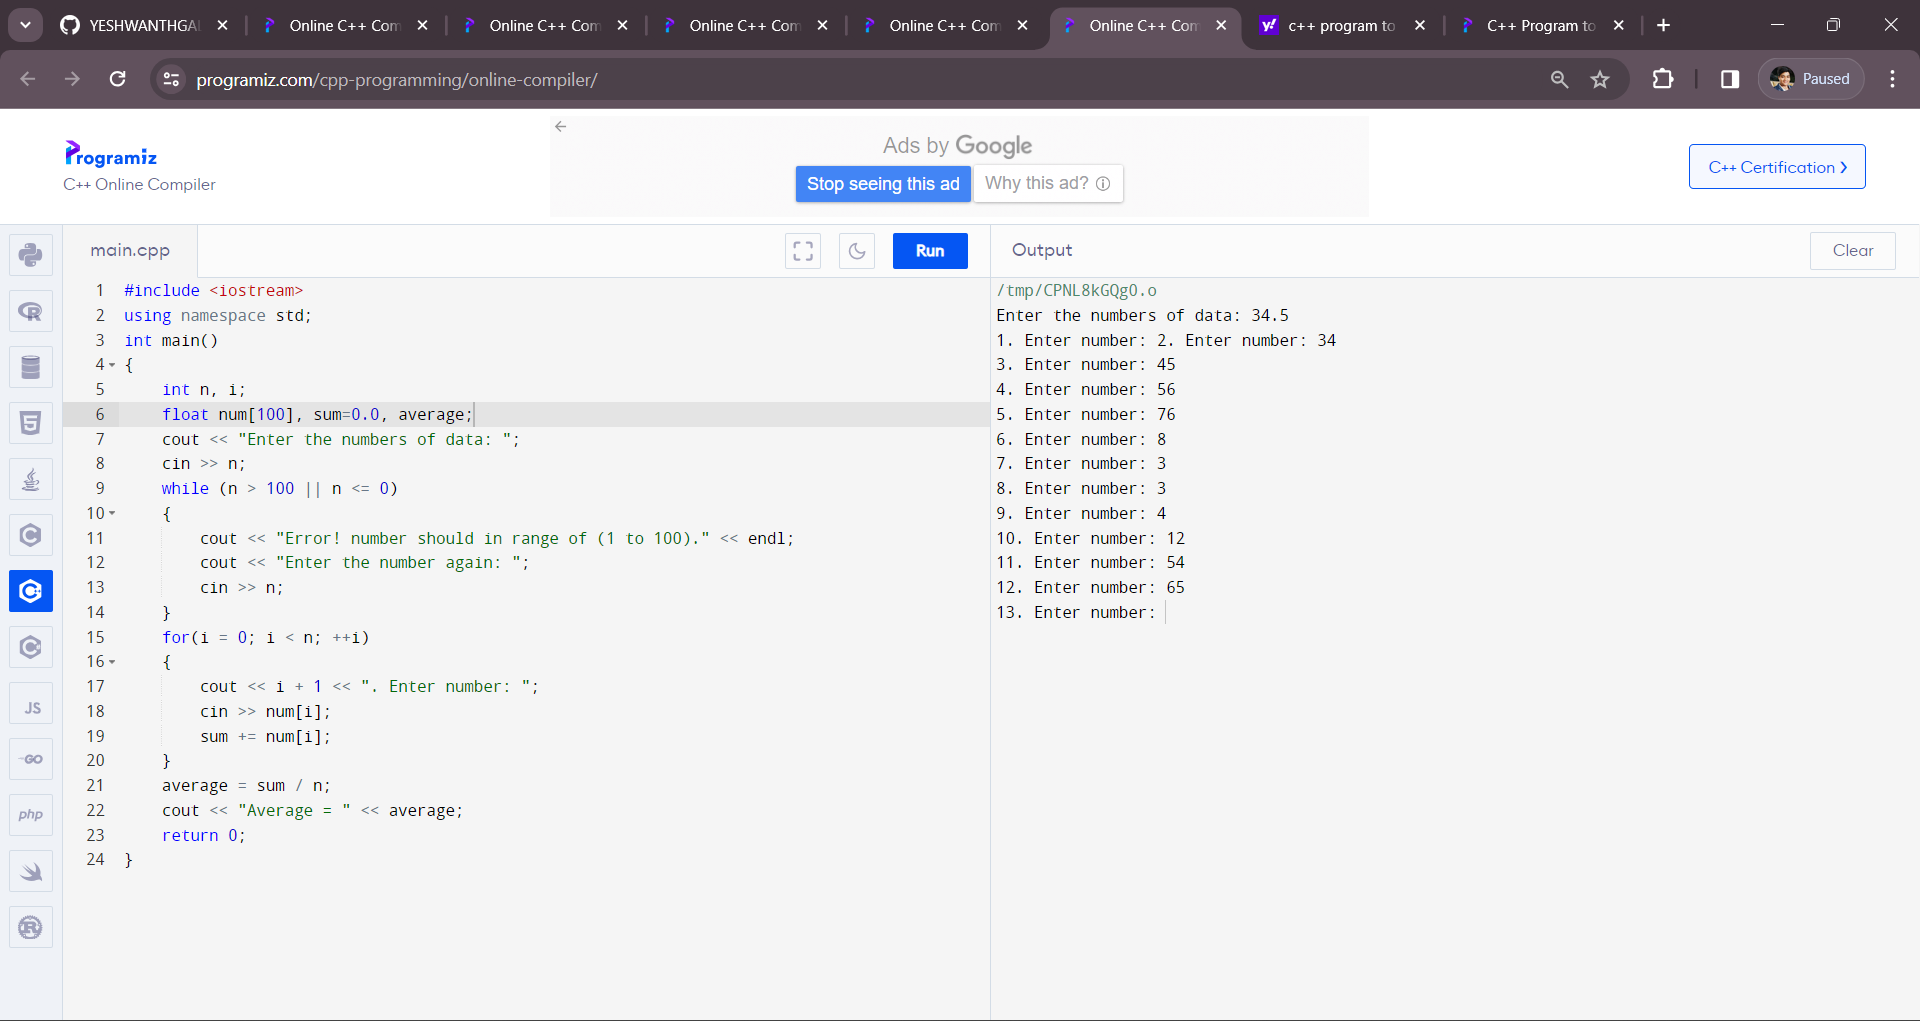 YESHWANTHGA
Online C++ Com
Online C++ Com
Online C++ Com
Online C++ Com
Online C++ Com
c++ program to
C++ Program to
programiz.com/cpp-programming/online-compiler/
Paused
Programiz
C++ Online Compiler
Ads by Google
Stop seeing this ad
Why this ad?
C++ Certification
main.cpp
Run
Output
Clear
1 #include <iostream>
2 using namespace std;
3 int main()
4 {
5 int n, i;
6 float num[100], sum=0.0, average;
7 cout << "Enter the numbers of data: ";
8 cin >> n;
9 while (n > 100 || n <= 0)
10 {
11 cout << "Error! number should in range of (1 to 100)." << endl;
12 cout << "Enter the number again: ";
13 cin >> n;
14 }
15 for(i = 0; i < n; ++i)
16 {
17 cout << i + 1 << ". Enter number: ";
18 cin >> num[i];
19 sum += num[i];
20 }
21 average = sum / n;
22 cout << "Average = " << average;
23 return 0;
24 }
/tmp/CPNL8kGQg0.o
Enter the numbers of data: 34.5
1. Enter number: 2. Enter number: 34
3. Enter number: 45
4. Enter number: 56
5. Enter number: 76
6. Enter number: 8
7. Enter number: 3
8. Enter number: 3
9. Enter number: 4
10. Enter number: 12
11. Enter number: 54
12. Enter number: 65
13. Enter number:
JS
GO
php